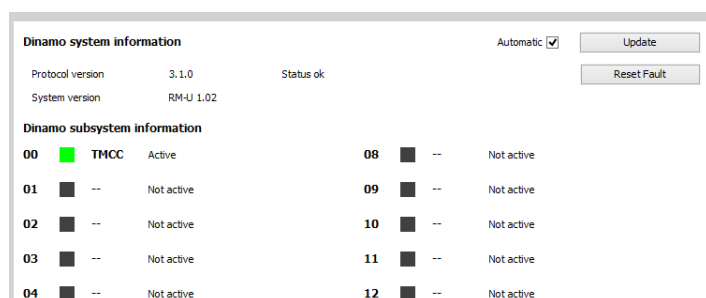 Dinamo system information Automatic Update
Protocol version 3.1.0 Status ok Reset Fault
System version RM-U 1.02
Dinamo subsystem information
00 TMCC Active 08 -- Not active
01 -- Not active 09 -- Not active
02 -- Not active 10 -- Not active
03 -- Not active 11 -- Not active
04 -- Not active 12 -- Not active